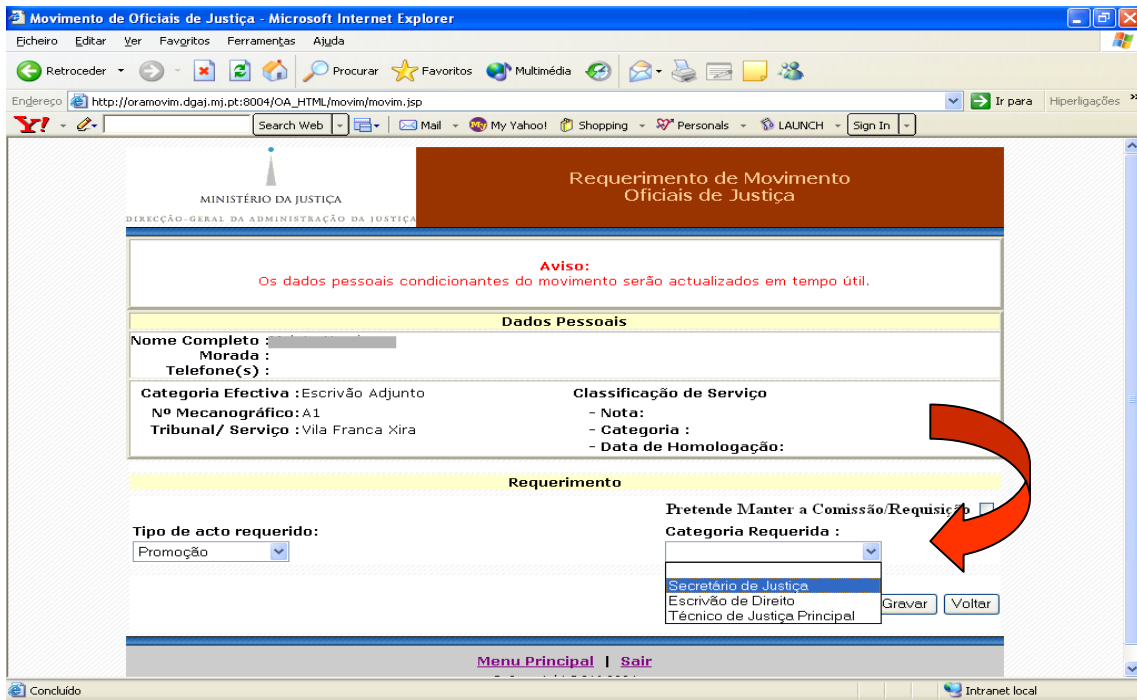 Movimento de Oficiais de Justiça - Microsoft Internet Explorer
Ficheiro Editar Ver Favoritos Ferramentas Ajuda
Retroceder Procurar Favoritos Multimédia
Endereço http://oramovim.dgaj.mj.pt:8004/OA_HTML/movim/movim.jsp Ir para Hiperligações »
Y! Search Web Mail My Yahoo! Shopping Personals LAUNCH Sign In
MINISTÉRIO DA JUSTIÇA
DIRECÇÃO-GERAL DA ADMINISTRAÇÃO DA JUSTIÇA
Requerimento de Movimento
Oficiais de Justiça
Aviso:
Os dados pessoais condicionantes do movimento serão actualizados em tempo útil.
Dados Pessoais
Nome Completo :
Morada :
Telefone(s) :
Categoria Efectiva : Escrivão Adjunto Classificação de Serviço
Nº Mecanográfico: A1 - Nota:
Tribunal/ Serviço : Vila Franca Xira - Categoria :
- Data de Homologação:
Requerimento
Pretende Manter a Comissão/Requisição
Tipo de acto requerido: Categoria Requerida :
Promoção
Secretário de Justiça
Escrivão de Direito
Técnico de Justiça Principal
Gravar Voltar
Menu Principal | Sair
Concluído Intranet local